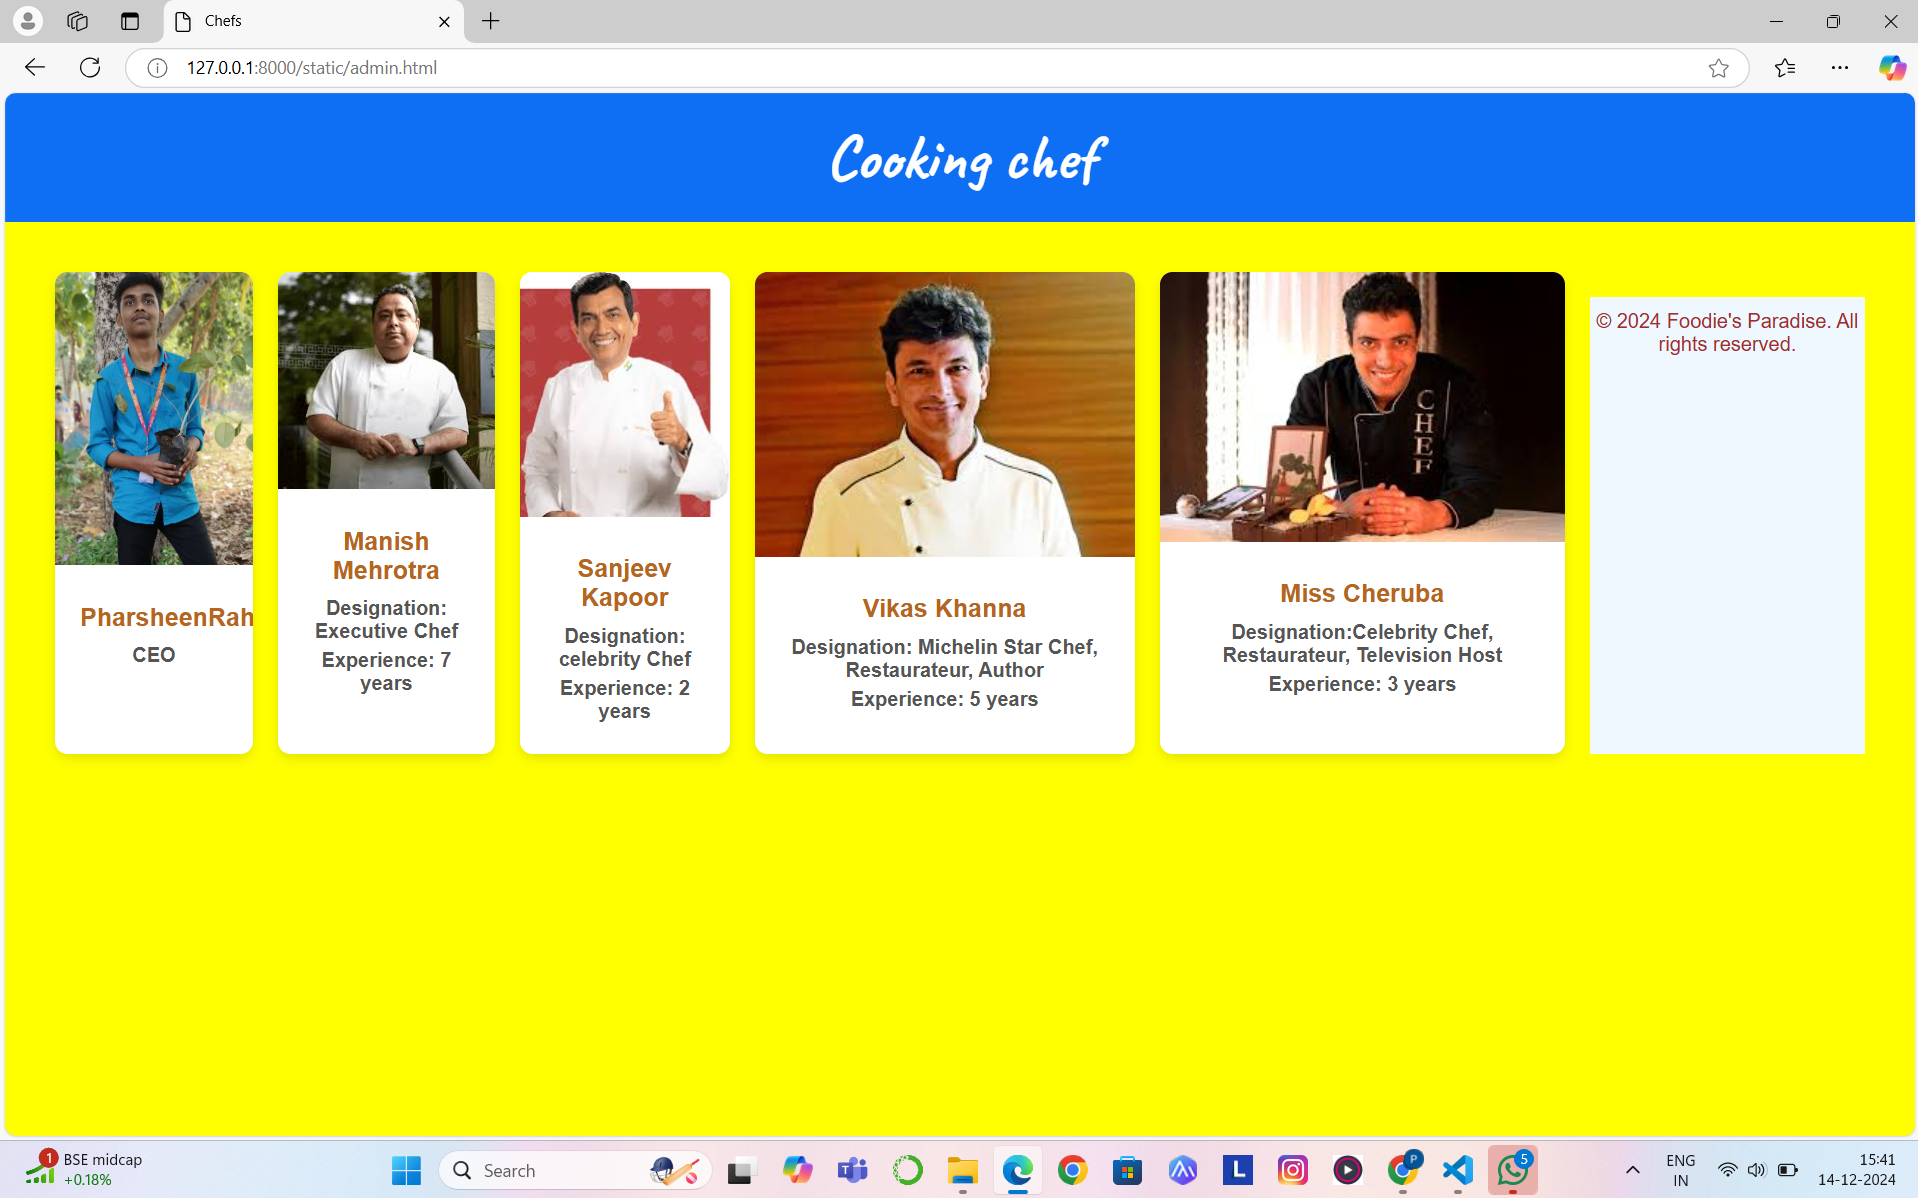 Chefs
127.0.0.1:8000/static/admin.html
Cooking chef
PharsheenRah
CEO
Manish
Mehrotra
Designation:
Executive Chef
Experience: 7
years
Sanjeev
Kapoor
Designation:
celebrity Chef
Experience: 2
years
Vikas Khanna
Designation: Michelin Star Chef,
Restaurateur, Author
Experience: 5 years
CHEF
Miss Cheruba
Designation:Celebrity Chef,
Restaurateur, Television Host
Experience: 3 years
© 2024 Foodie's Paradise. All
rights reserved.
1
BSE midcap
+0.18%
Search
T
L
P
5
ENG
IN
15:41
14-12-2024